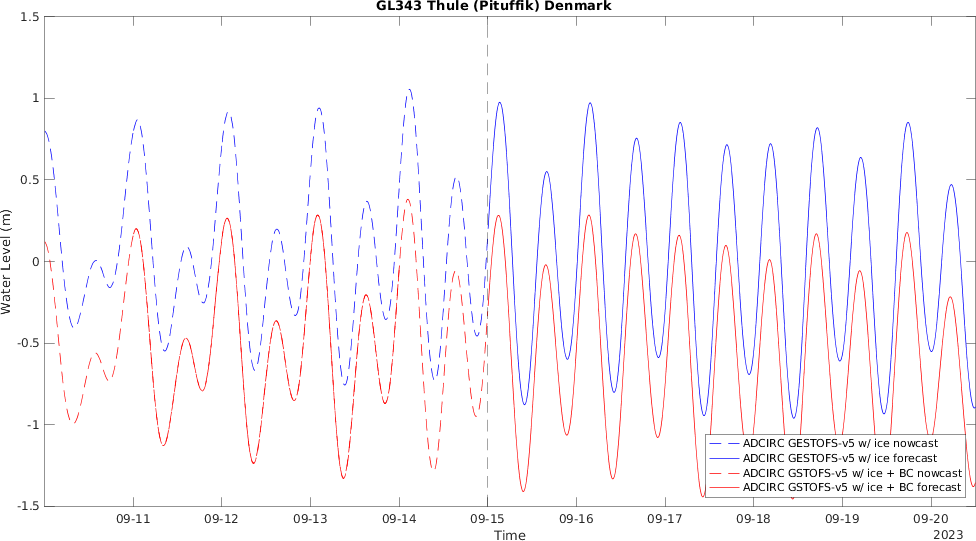 GL343 Thule (Pituffik) Denmark
1.5
1
0.5
0
-0.5
-1
-1.5
Water Level (m)
ADCIRC GESTOFS-v5 w/ ice nowcast
ADCIRC GESTOFS-v5 w/ ice forecast
ADCIRC GSTOFS-v5 w/ ice + BC nowcast
ADCIRC GSTOFS-v5 w/ ice + BC forecast
09-11 09-12 09-13 09-14 09-15 09-16 09-17 09-18 09-19 09-20
Time
2023